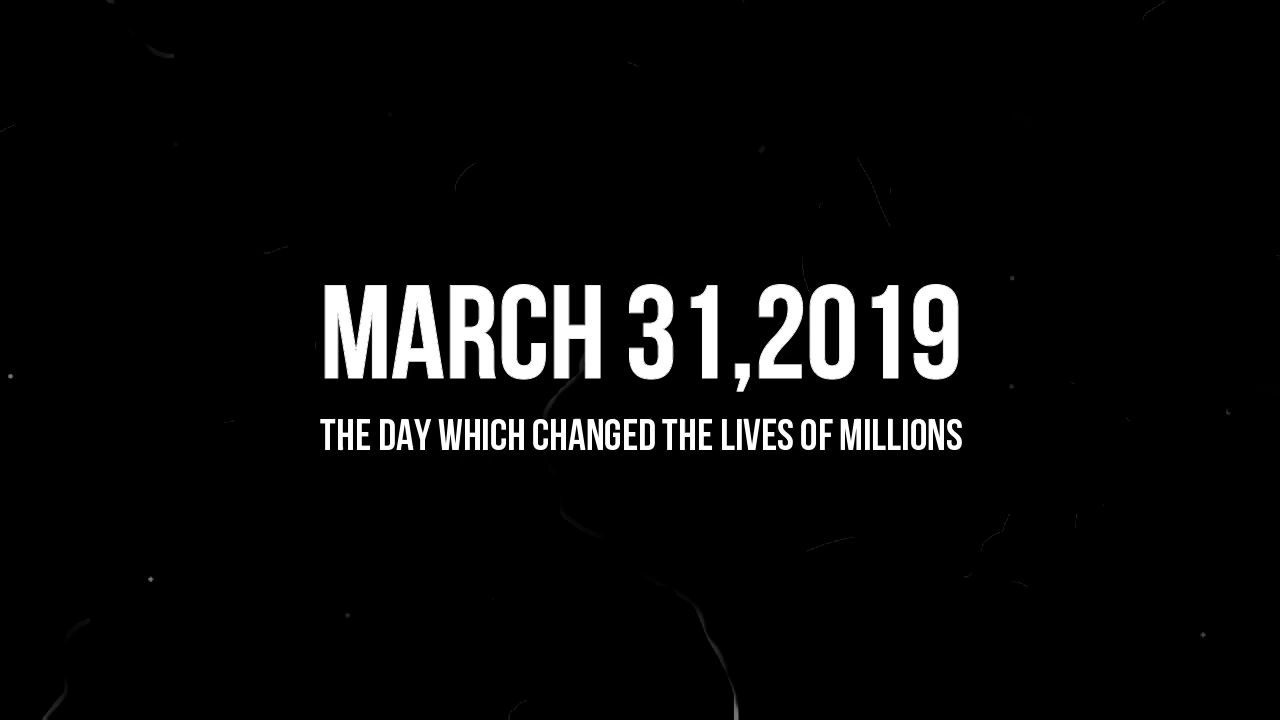 MARCH 31,2019
THE DAY WHICH CHANGED THE LIVES OF MILLIONS